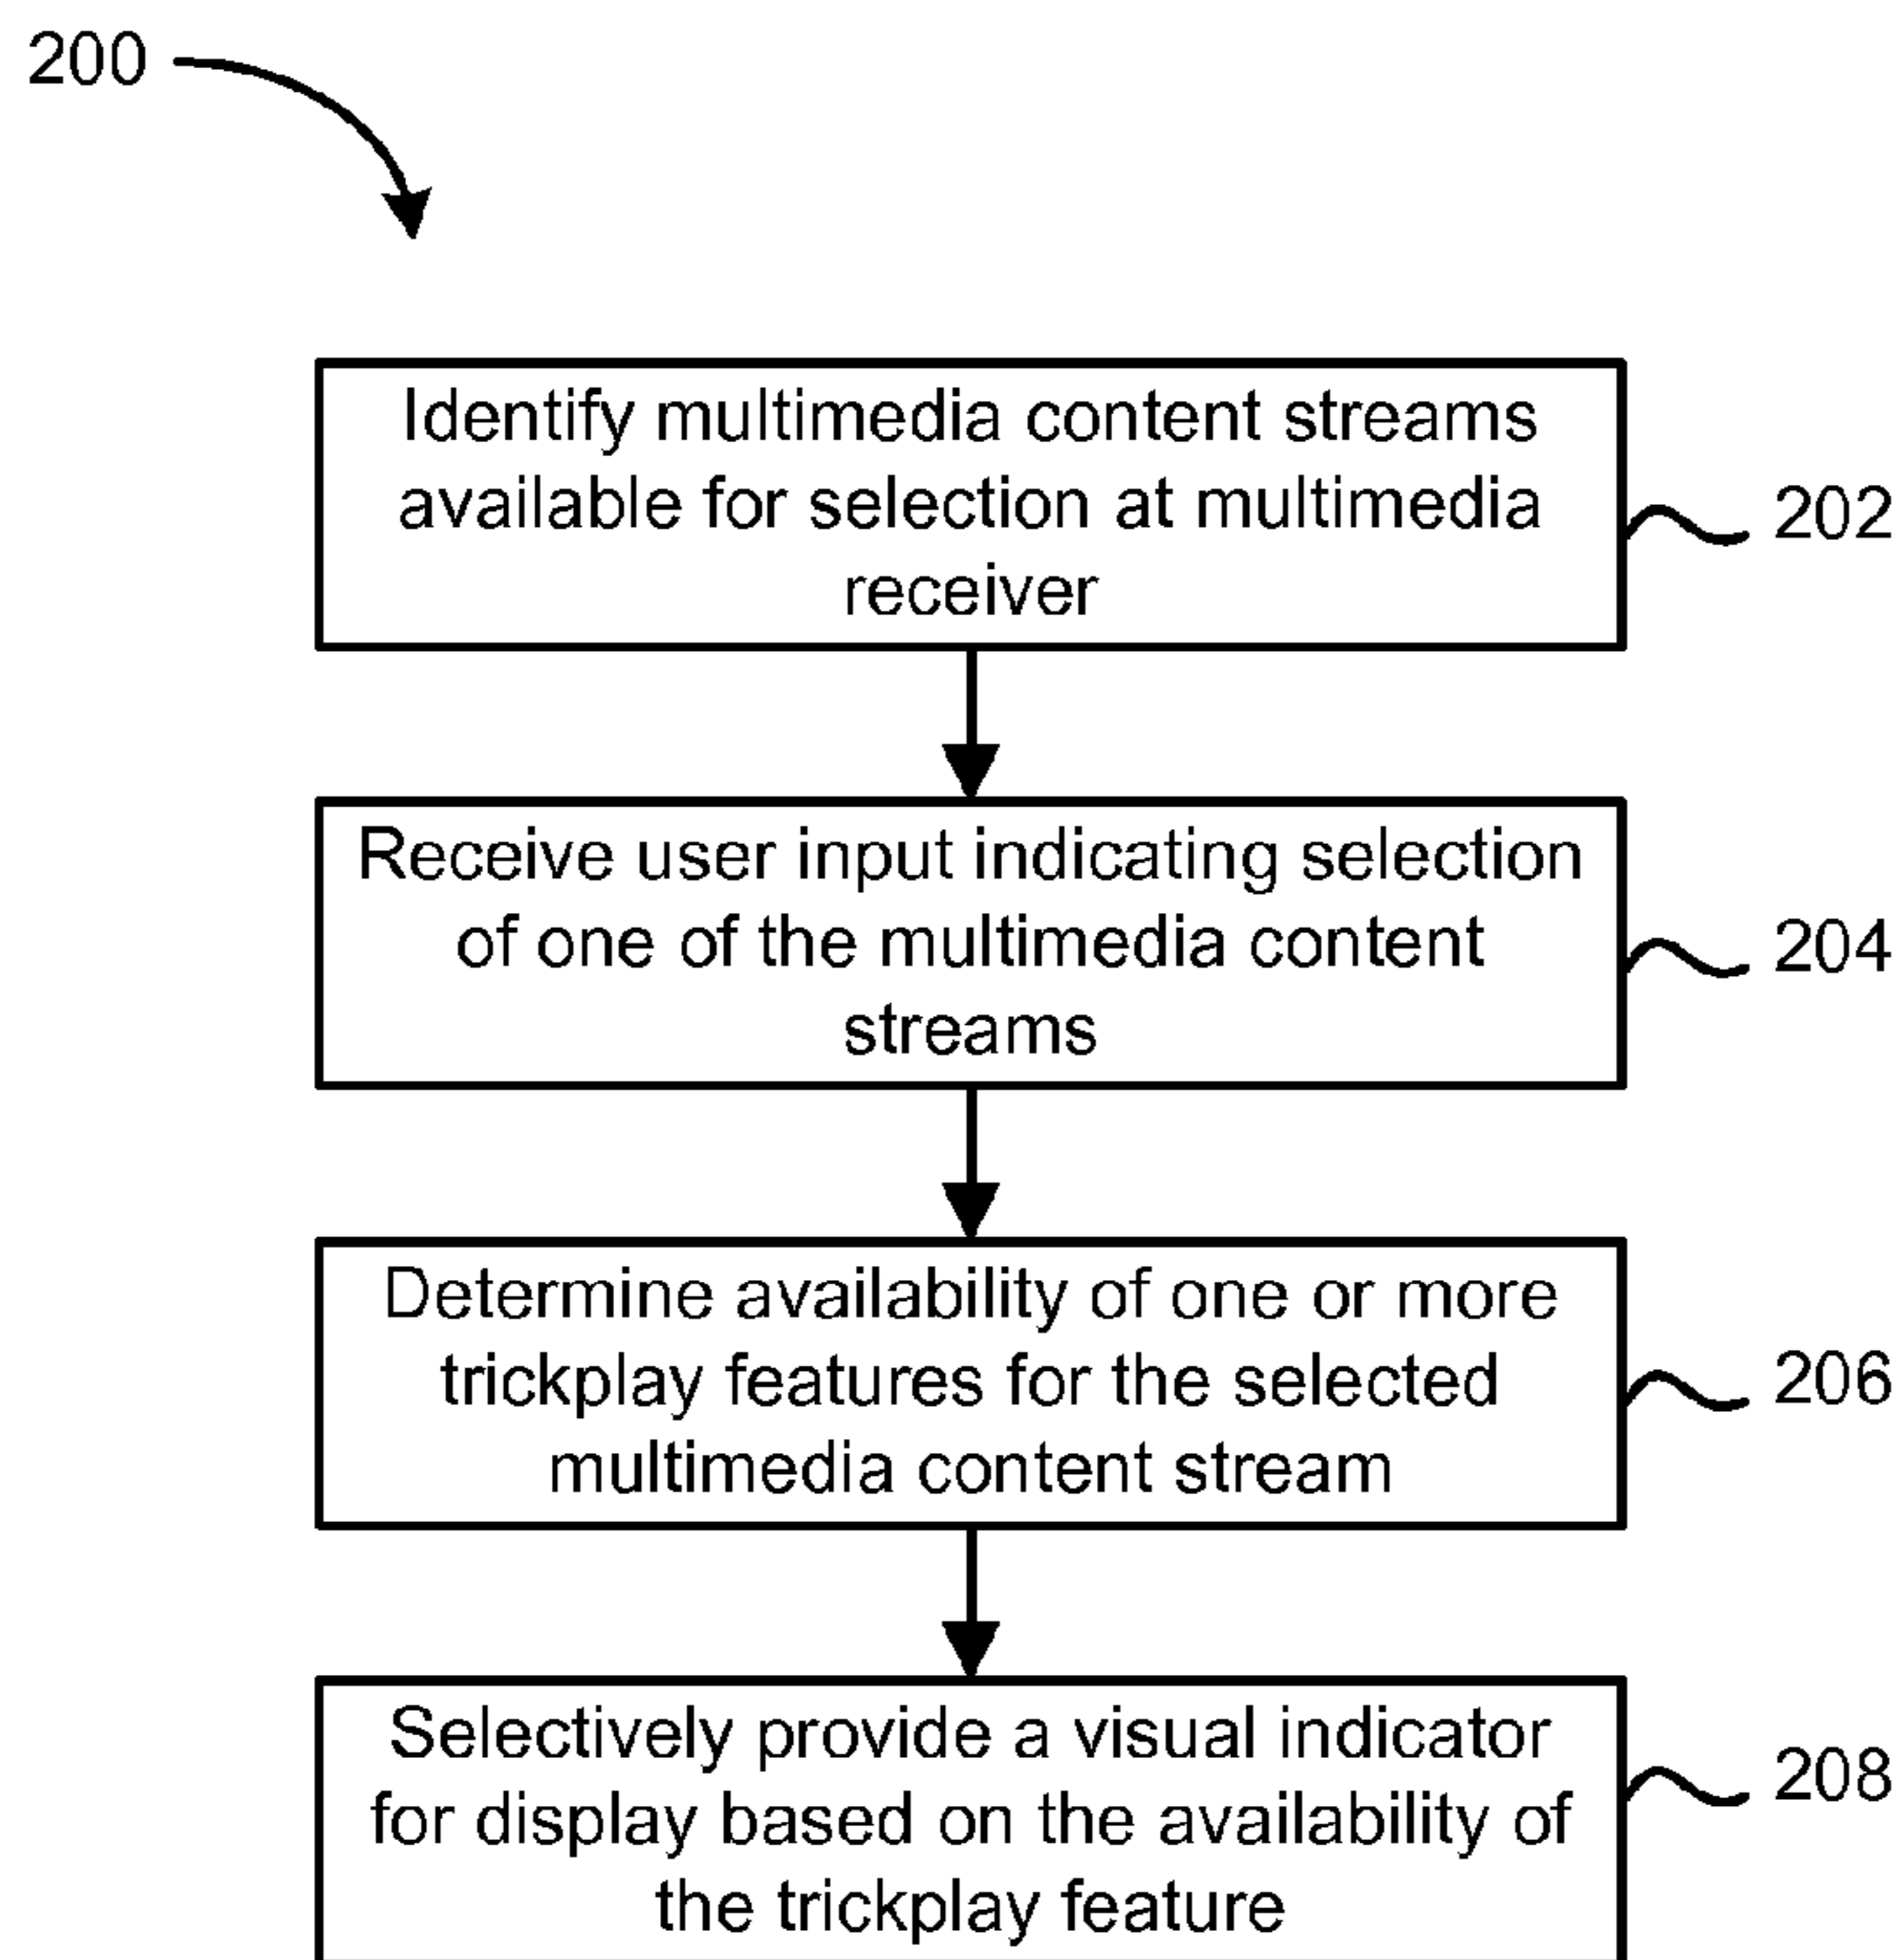 200
Identify multimedia content streams
available for selection at multimedia
receiver
202
Receive user input indicating selection
of one of the multimedia content
streams
204
Determine availability of one or more
trickplay features for the selected
multimedia content stream
206
Selectively provide a visual indicator
for display based on the availability of
the trickplay feature
208